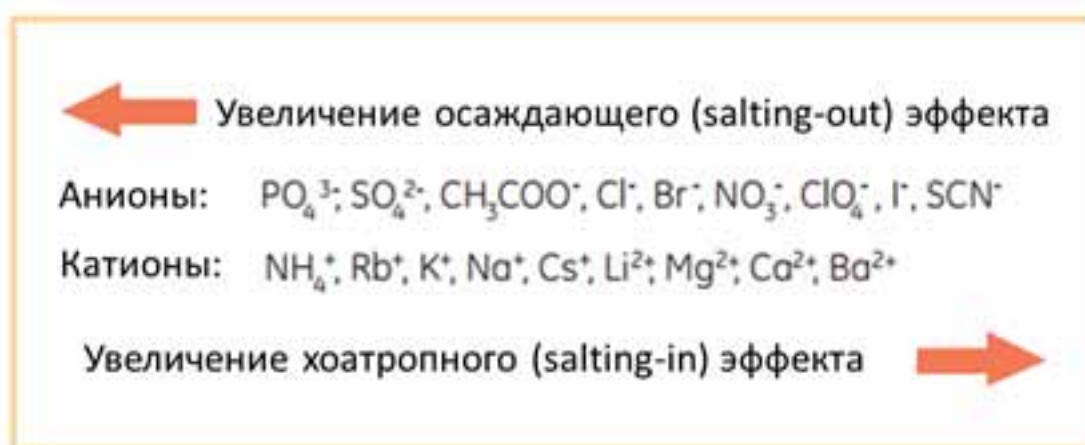 Увеличение осаждающего (salting-out) эффекта
Анионы: PO₄³⁻; SO₄²⁻, CH₃COO⁻, Cl⁻, Br⁻, NO₃⁻, ClO₄⁻, I⁻, SCN⁻
Катионы: NH₄⁺, Rb⁺, K⁺, Na⁺, Cs⁺, Li²⁺, Mg²⁺, Ca²⁺, Ba²⁺
Увеличение хоатропного (salting-in) эффекта